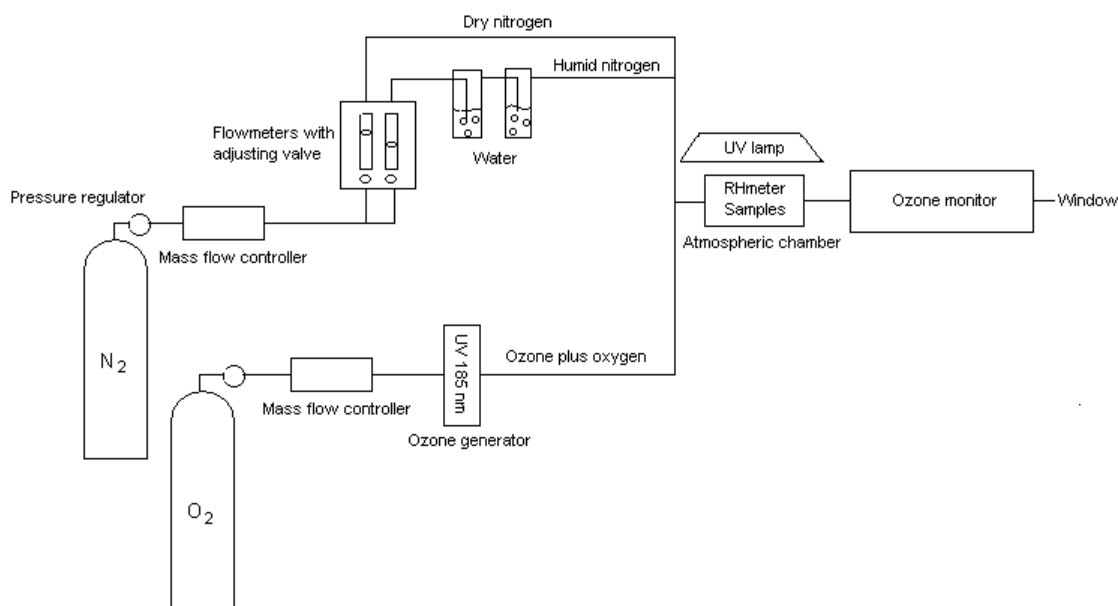 Dry nitrogen
Humid nitrogen
Flowmeters with
adjusting valve
Water
UV lamp
Pressure regulator
RHmeter
Samples
Ozone monitor
Window
Mass flow controller
Atmospheric chamber
N2
UV 185 nm
Ozone plus oxygen
Mass flow controller
Ozone generator
O2